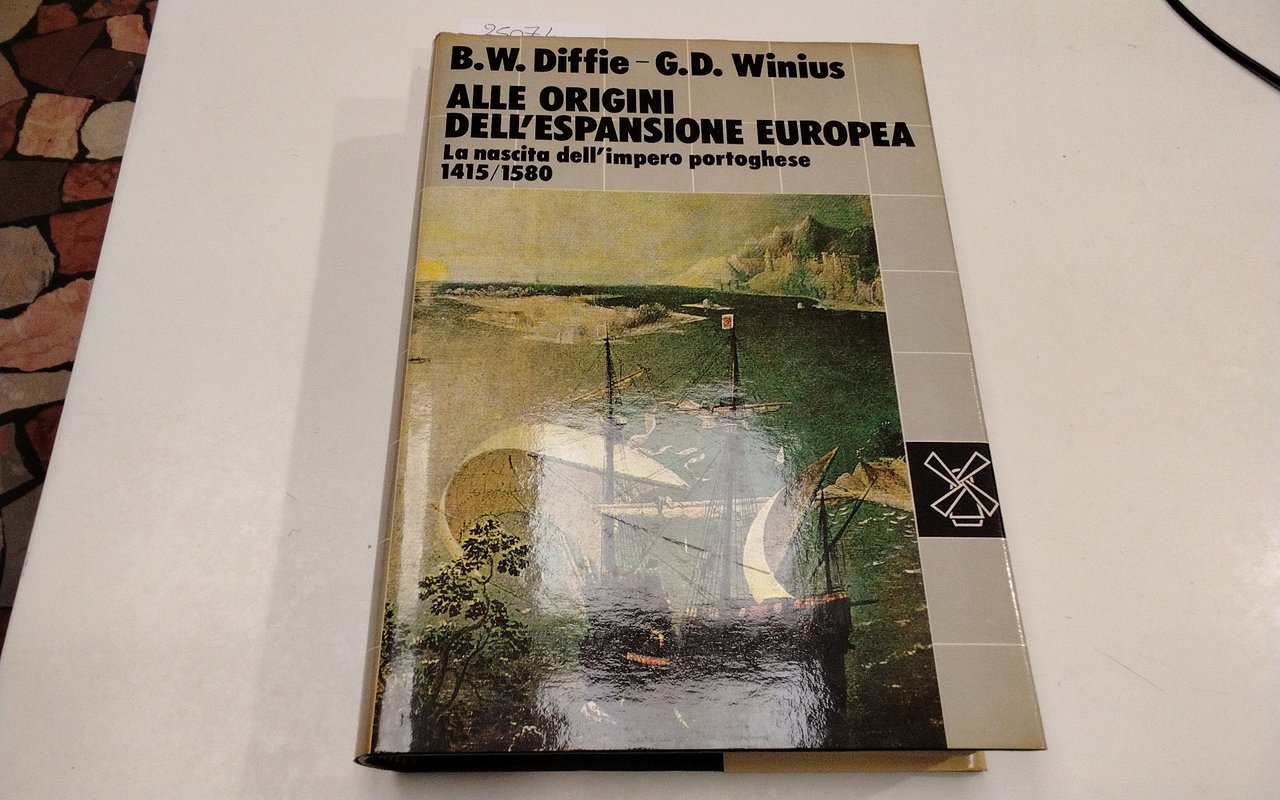 B.W. Diffie - G.D. Winius
ALLE ORIGINI
DELL'ESPANSIONE EUROPEA
La nascita dell'impero portoghese
1415/1580